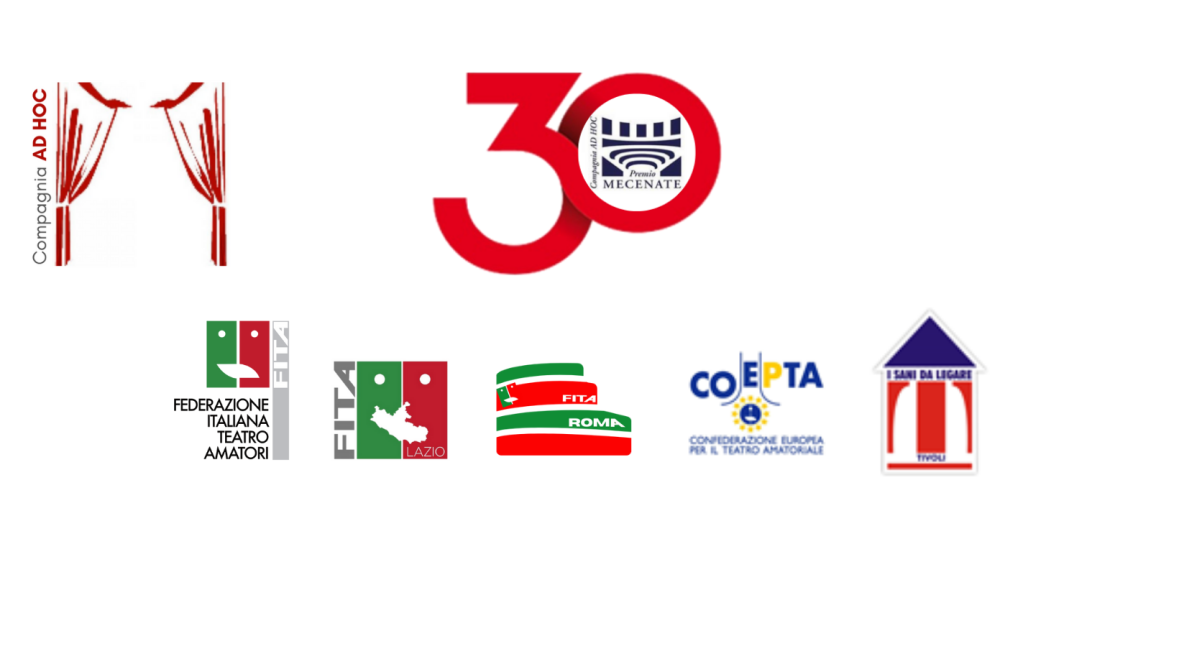 Compagnia AD HOC
30
Compagnia AD HOC
Premio
MECENATE
FITA
FEDERAZIONE
ITALIANA
TEATRO
AMATORI
FITA
LAZIO
FITA
ROMA
COEPTA
CONFEDERAZIONE EUROPEA
PER IL TEATRO AMATORIALE
I SANI DA LEGARE
TIVOLI